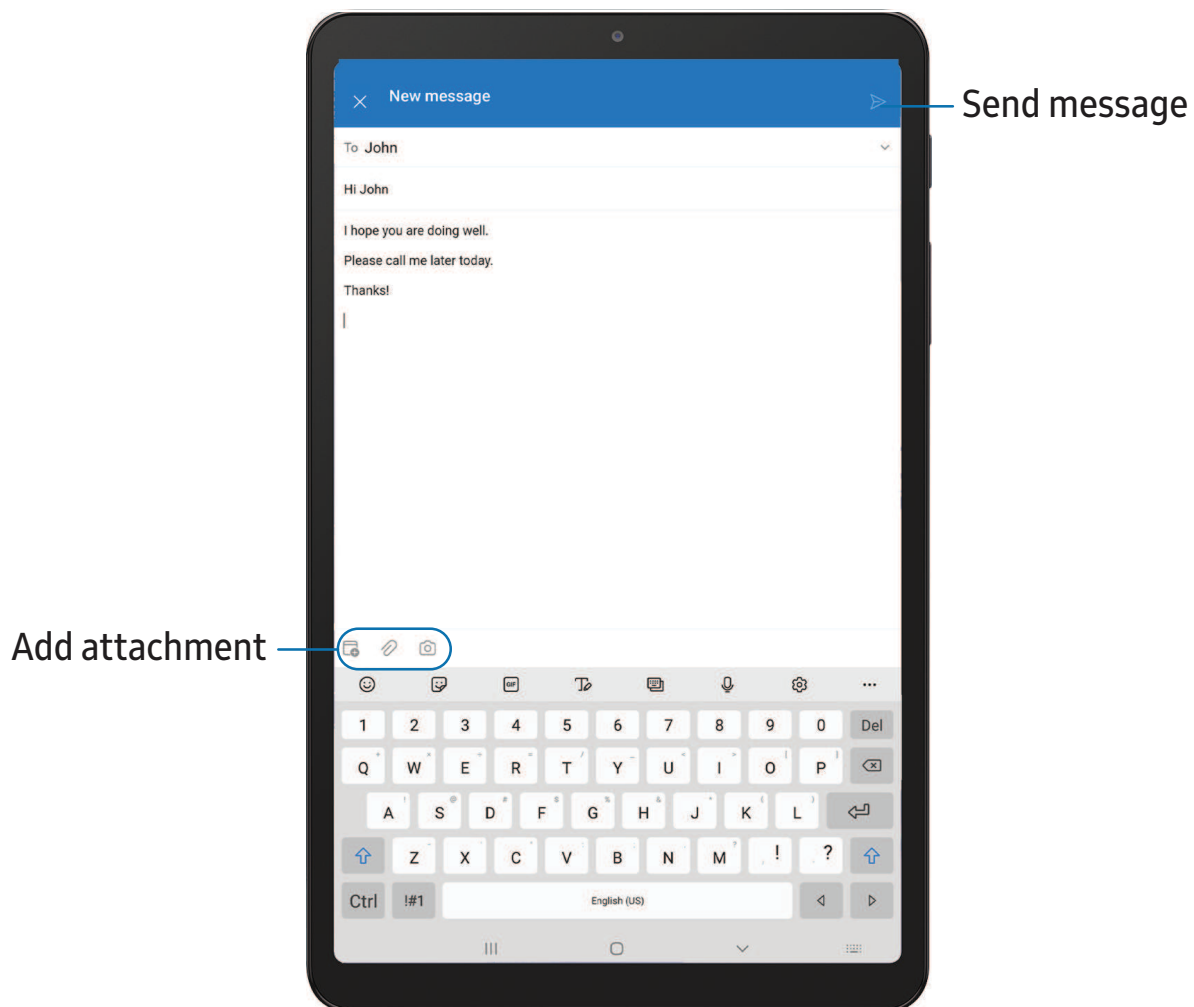 New message
Send message
To John
Hi John
I hope you are doing well.
Please call me later today.
Thanks!
Add attachment
GIF
1 2 3 4 5 6 7 8 9 0 Del
Q W E R T Y U I O P
A S D F G H J K L
Z X C V B N M , ! . ?
Ctrl !#1 English (US)